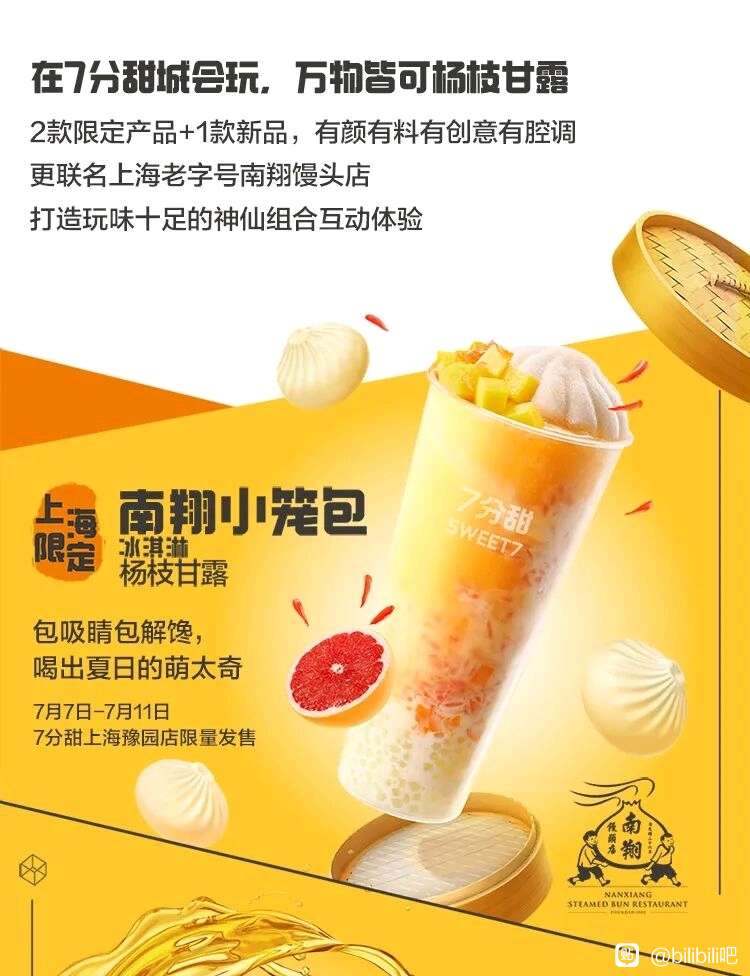 在7分甜城会玩，万物皆可杨枝甘露
2款限定产品+1款新品，有颜有料有创意有腔调
更联名上海老字号南翔馒头店
打造玩味十足的神仙组合互动体验
7分甜
SWEET7
上海
限定
南翔小笼包
冰淇淋
杨枝甘露
包吸睛包解馋，
喝出夏日的萌太奇
7月7日-7月11日
7分甜上海豫园店限量发售
南翔
饅頭店
NANXIANG
STEAMED BUN RESTAURANT
@bilibili吧